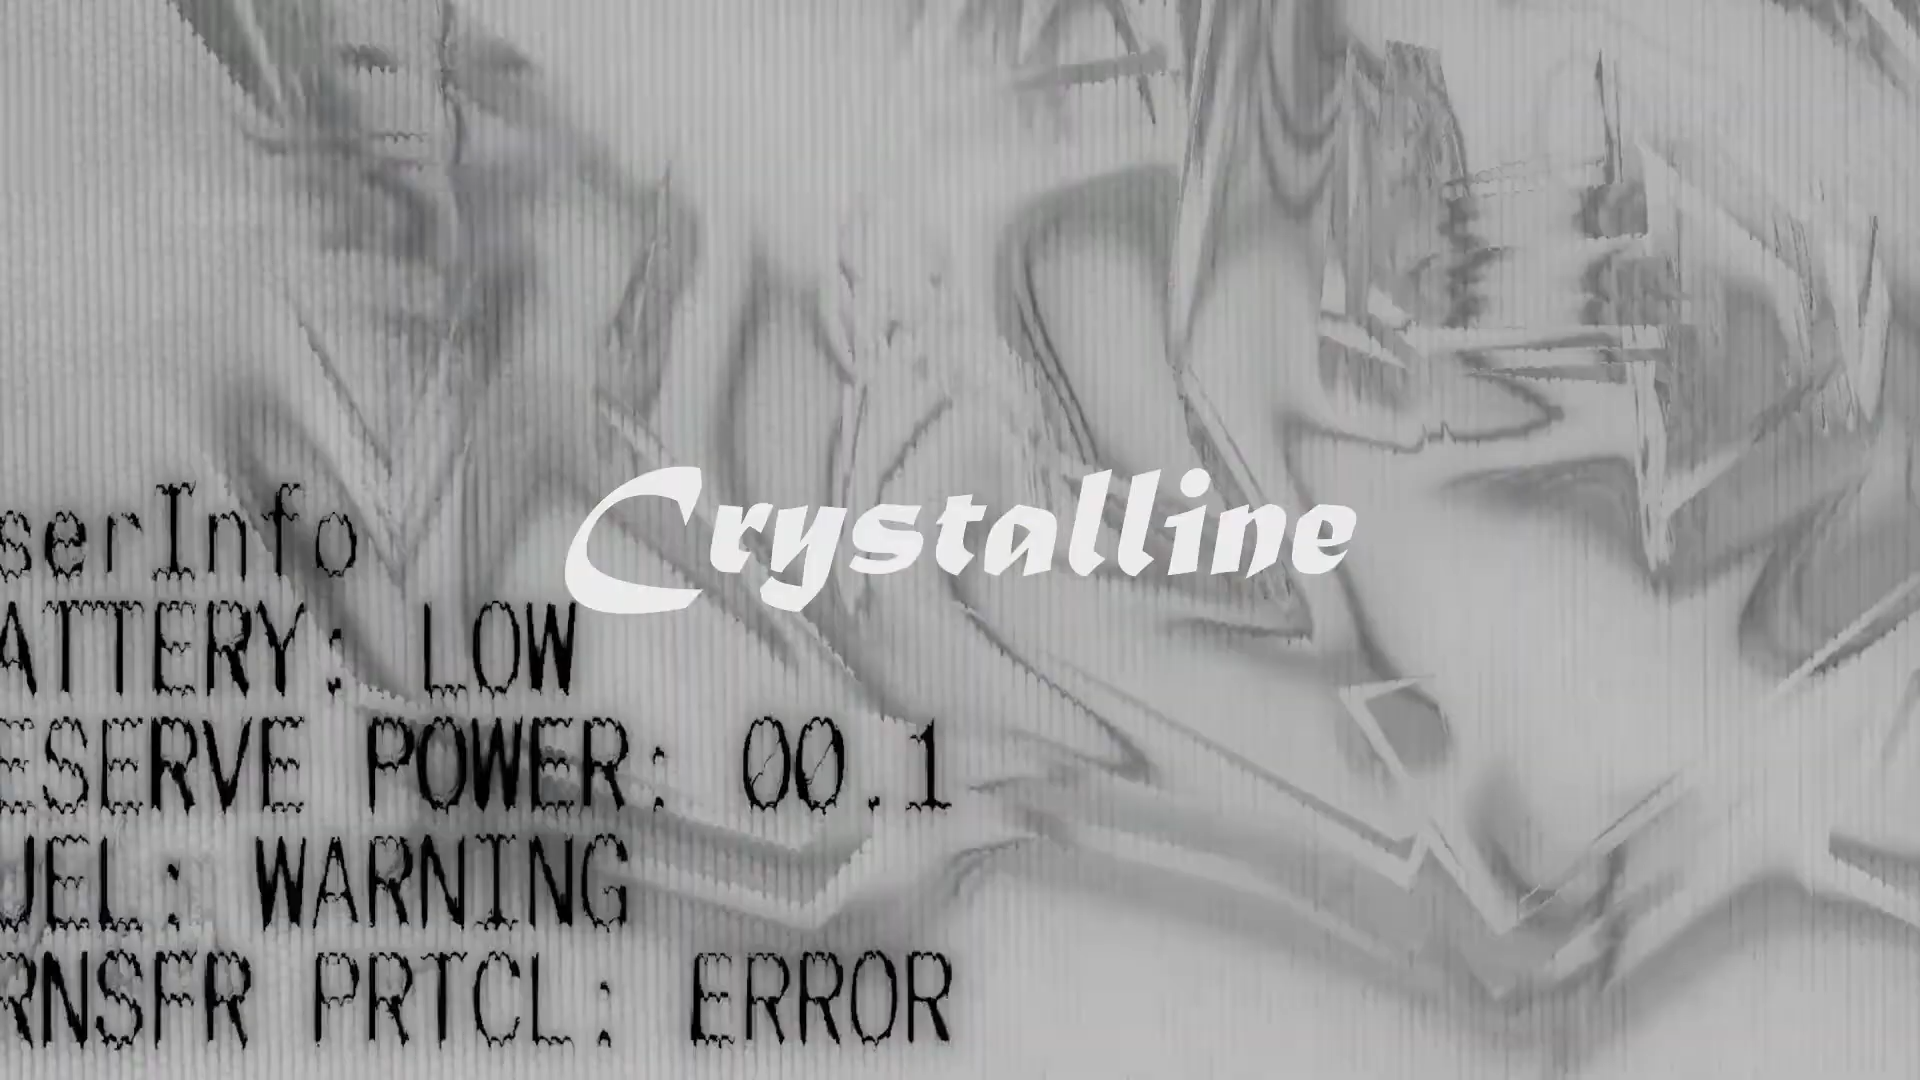 Crystalline
serInfo
ATTERY: LOW
ESERVE POWER: 00.1
UEL: WARNING
RNSFR PRTCL: ERROR